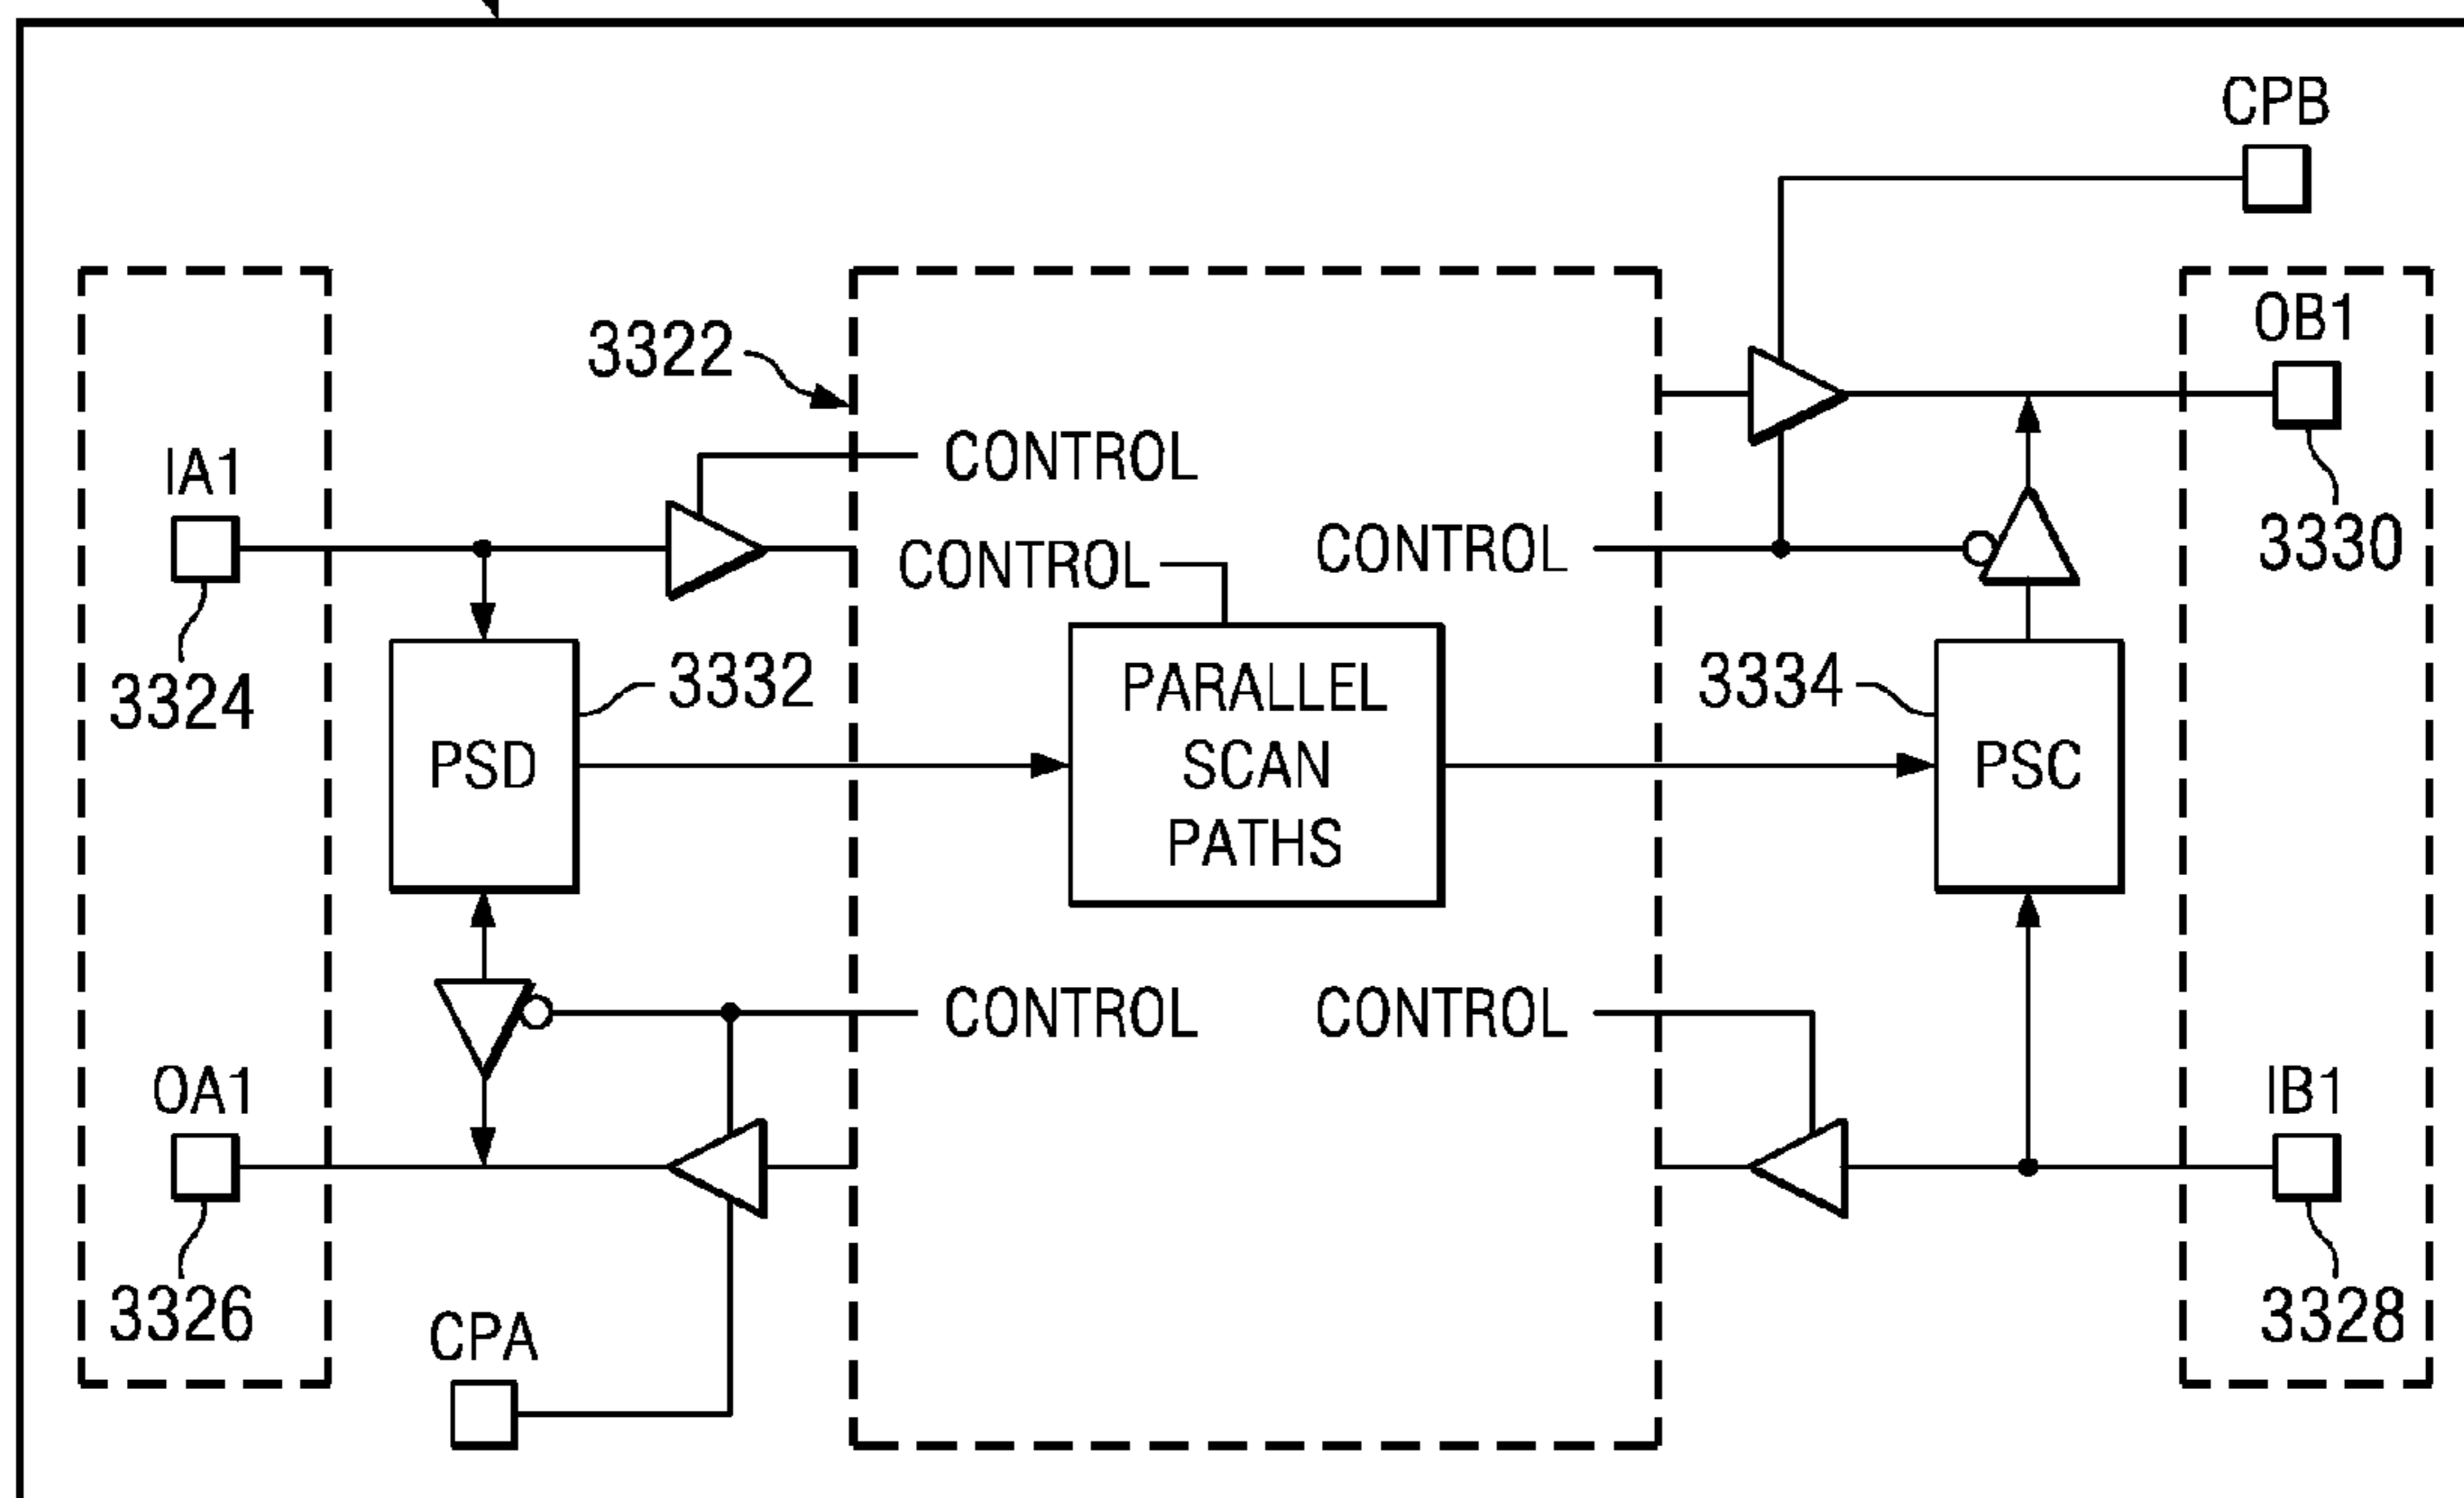 CPB
OB1
3322
CONTROL
IA1
CONTROL
CONTROL
3330
3324
3332
PARALLEL
SCAN
PATHS
3334
PSD
PSC
CONTROL
CONTROL
OA1
IB1
3326
CPA
3328